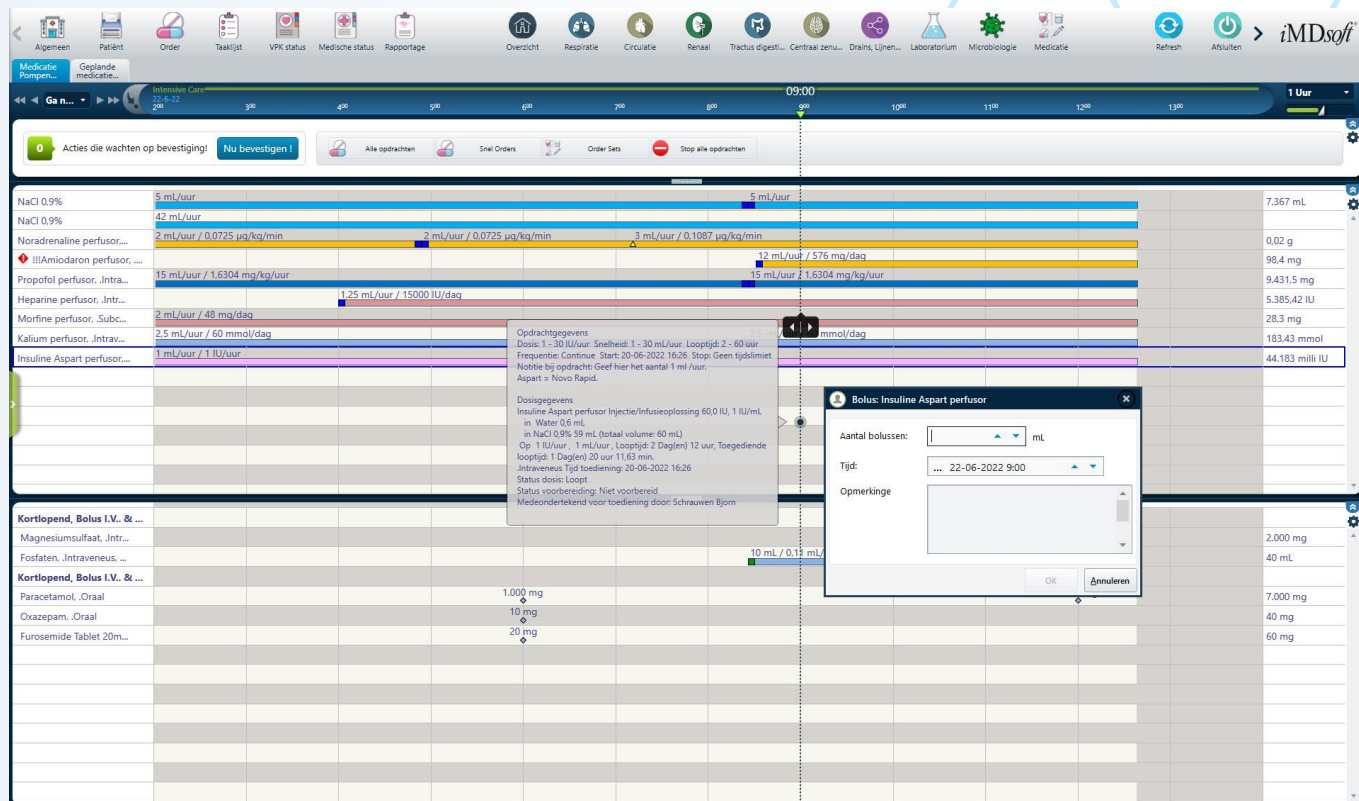 Algemeen
Patiënt
Order
Taaklijst
VPK status
Medische status
Rapportage
Overzicht
Respiratie
Circulatie
Renaal
Tractus digesti...
Centraal zenu...
Drains, Lijnen...
Laboratorium
Microbiologie
Medicatie
Refresh
Afsluiten
iMDsoft
Medicatie Pompen...
Geplande medicatie...
Ga n...
Intensive Care
22-6-22
09:00
1 Uur
2⁰⁰ 3⁰⁰ 4⁰⁰ 5⁰⁰ 6⁰⁰ 7⁰⁰ 8⁰⁰ 9⁰⁰ 10⁰⁰ 11⁰⁰ 12⁰⁰ 13⁰⁰
0 Acties die wachten op bevestiging! Nu bevestigen !
Alle opdrachten
Snel Orders
Order Sets
Stop alle opdrachten
NaCl 0,9% 5 mL/uur 5 mL/uur 7.367 mL
NaCl 0,9% 42 mL/uur
Noradrenaline perfusor,... 2 mL/uur / 0,0725 µg/kg/min 2 mL/uur / 0,0725 µg/kg/min 3 mL/uur / 0,1087 µg/kg/min 0,02 g
!!!Amiodaron perfusor, .... 12 mL/uur / 576 mg/dag 98,4 mg
Propofol perfusor, .Intra... 15 mL/uur / 1,6304 mg/kg/uur 15 mL/uur / 1,6304 mg/kg/uur 9.431,5 mg
Heparine perfusor, .Intr... 1,25 mL/uur / 15000 IU/dag 5.385,42 IU
Morfine perfusor, .Subc... 2 mL/uur / 48 mg/dag 28,3 mg
Kalium perfusor, .Intrav... 2,5 mL/uur / 60 mmol/dag mmol/dag 183,43 mmol
Insuline Aspart perfusor,... 1 mL/uur / 1 IU/uur 44.183 milli IU
Opdrachtgegevens
Dosis: 1 - 30 IU/uur Snelheid: 1 - 30 mL/uur Looptijd: 2 - 60 uur
Frequentie: Continue Start: 20-06-2022 16:26 Stop: Geen tijdslimiet
Notitie bij opdracht: Geef hier het aantal 1 ml /uur.
Aspart = Novo Rapid.
Dosisgegevens
Insuline Aspart perfusor Injectie/Infusieoplossing 60,0 IU, 1 IU/mL
in Water 0,6 mL
in NaCl 0,9% 59 mL (totaal volume: 60 mL)
Op 1 IU/uur , 1 mL/uur , Looptijd: 2 Dag(en) 12 uur, Toegediende
looptijd: 1 Dag(en) 20 uur 11,63 min.
.Intraveneus Tijd toediening: 20-06-2022 16:26
Status dosis: Loopt
Status voorbereiding: Niet voorbereid
Medeondertekend voor toediening door: Schrauwen Bjorn
Bolus: Insuline Aspart perfusor
Aantal bolussen: mL
Tijd: ... 22-06-2022 9:00
Opmerkinge
OK Annuleren
Kortlopend, Bolus I.V.. & ...
Magnesiumsulfaat, .Intr... 2.000 mg
Fosfaten, .Intraveneus, ... 10 mL / 0,11 mL/ 40 mL
Kortlopend, Bolus I.V.. & ...
Paracetamol, .Oraal 1.000 mg 7.000 mg
Oxazepam, .Oraal 10 mg 40 mg
Furosemide Tablet 20m... 20 mg 60 mg